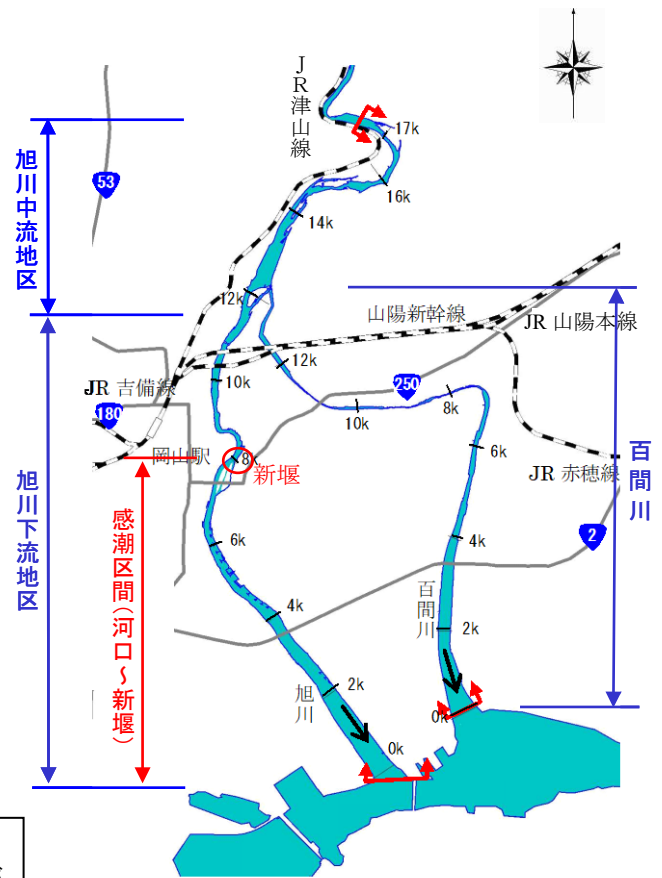 JR津山線
17k
16k
53
旭川中流地区
14k
12k
山陽新幹線
JR 山陽本線
12k
JR 吉備線
10k
250
8k
10k
180
岡山駅
8k
新堰
6k
JR 赤穂線
百間川
旭川下流地区
感潮区間(河口～新堰)
6k
4k
2
百間川
4k
2k
旭川
2k
0k
0k